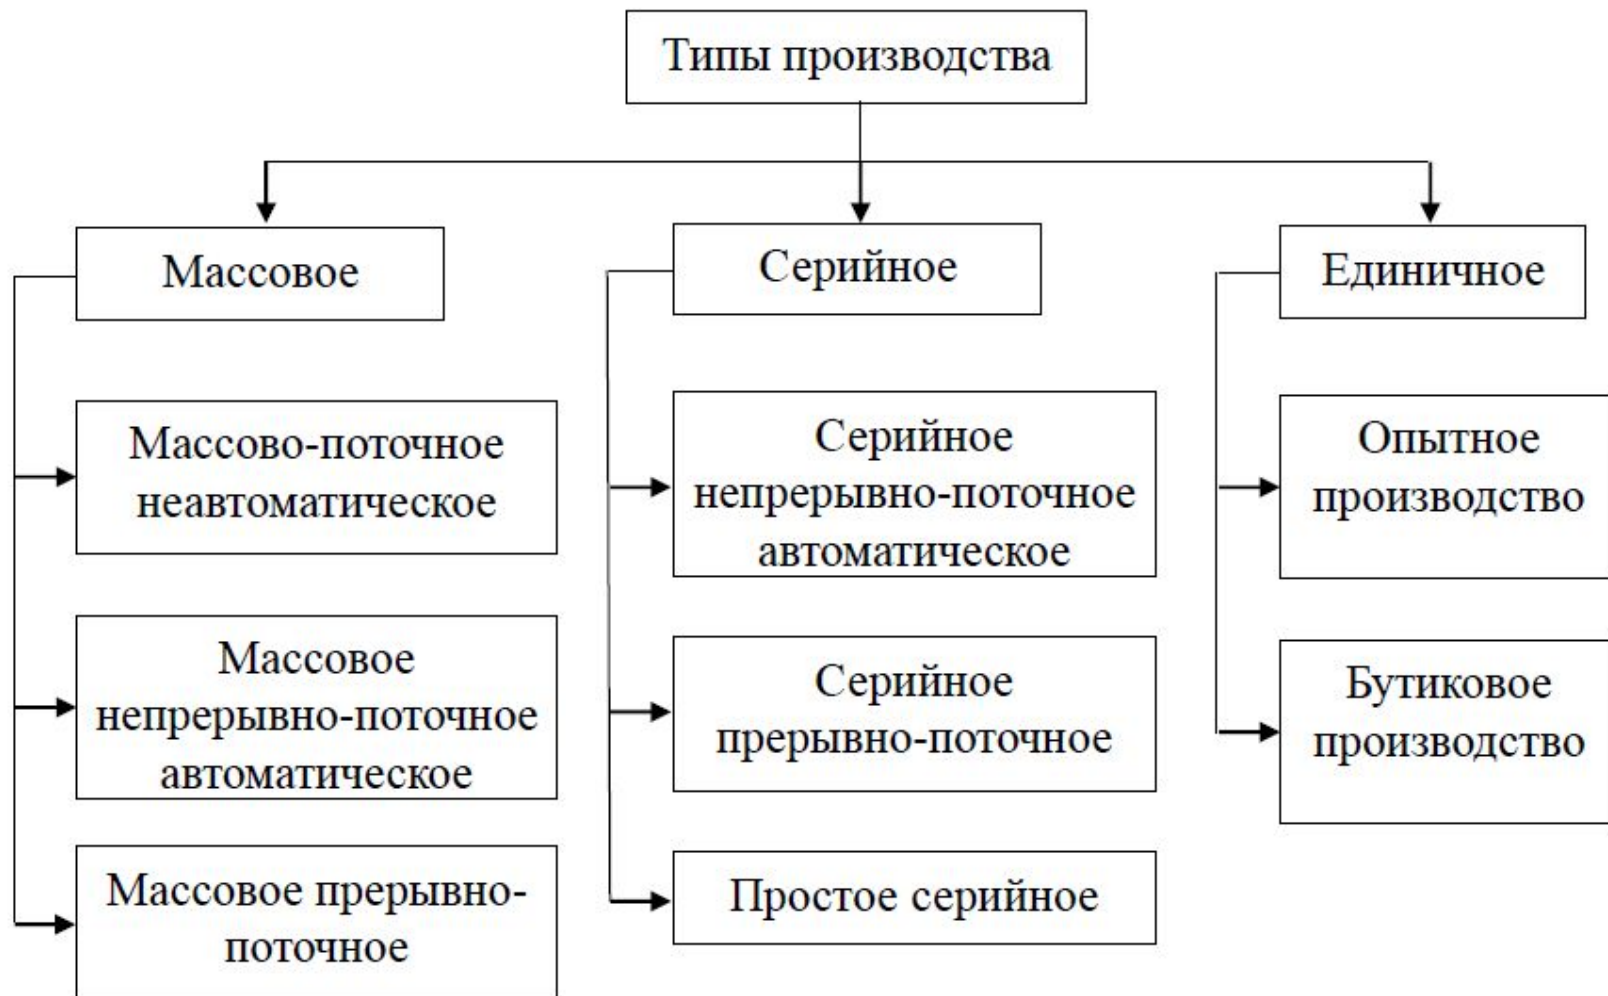 Типы производства
Массовое
Массово-поточное
неавтоматическое
Массовое
непрерывно-поточное
автоматическое
Массовое прерывно-
поточное
Серийное
Серийное
непрерывно-поточное
автоматическое
Серийное
прерывно-поточное
Простое серийное
Единичное
Опытное
производство
Бутиковое
производство